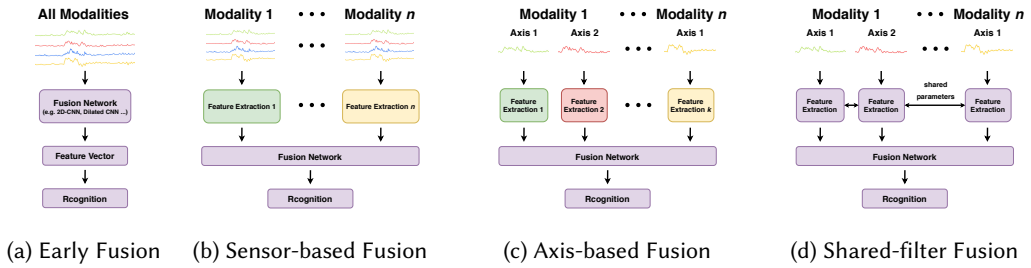 All Modalities
Fusion Network
(e.g. 2D-CNN, Dilated CNN ...)
Feature Vector
Rcognition
(a) Early Fusion
Modality 1 • • • Modality n
• • •
Feature Extraction 1 • • • Feature Extraction n
Fusion Network
Rcognition
(b) Sensor-based Fusion
Modality 1 • • • Modality n
Axis 1 Axis 2 Axis 1
• • •
Feature
Extraction 1
Feature
Extraction 2
• • •
Feature
Extraction k
Fusion Network
Rcognition
(c) Axis-based Fusion
Modality 1 • • • Modality n
Axis 1 Axis 2 Axis 1
• • •
Feature
Extraction
Feature
Extraction
shared
parameters
Feature
Extraction
Fusion Network
Rcognition
(d) Shared-filter Fusion